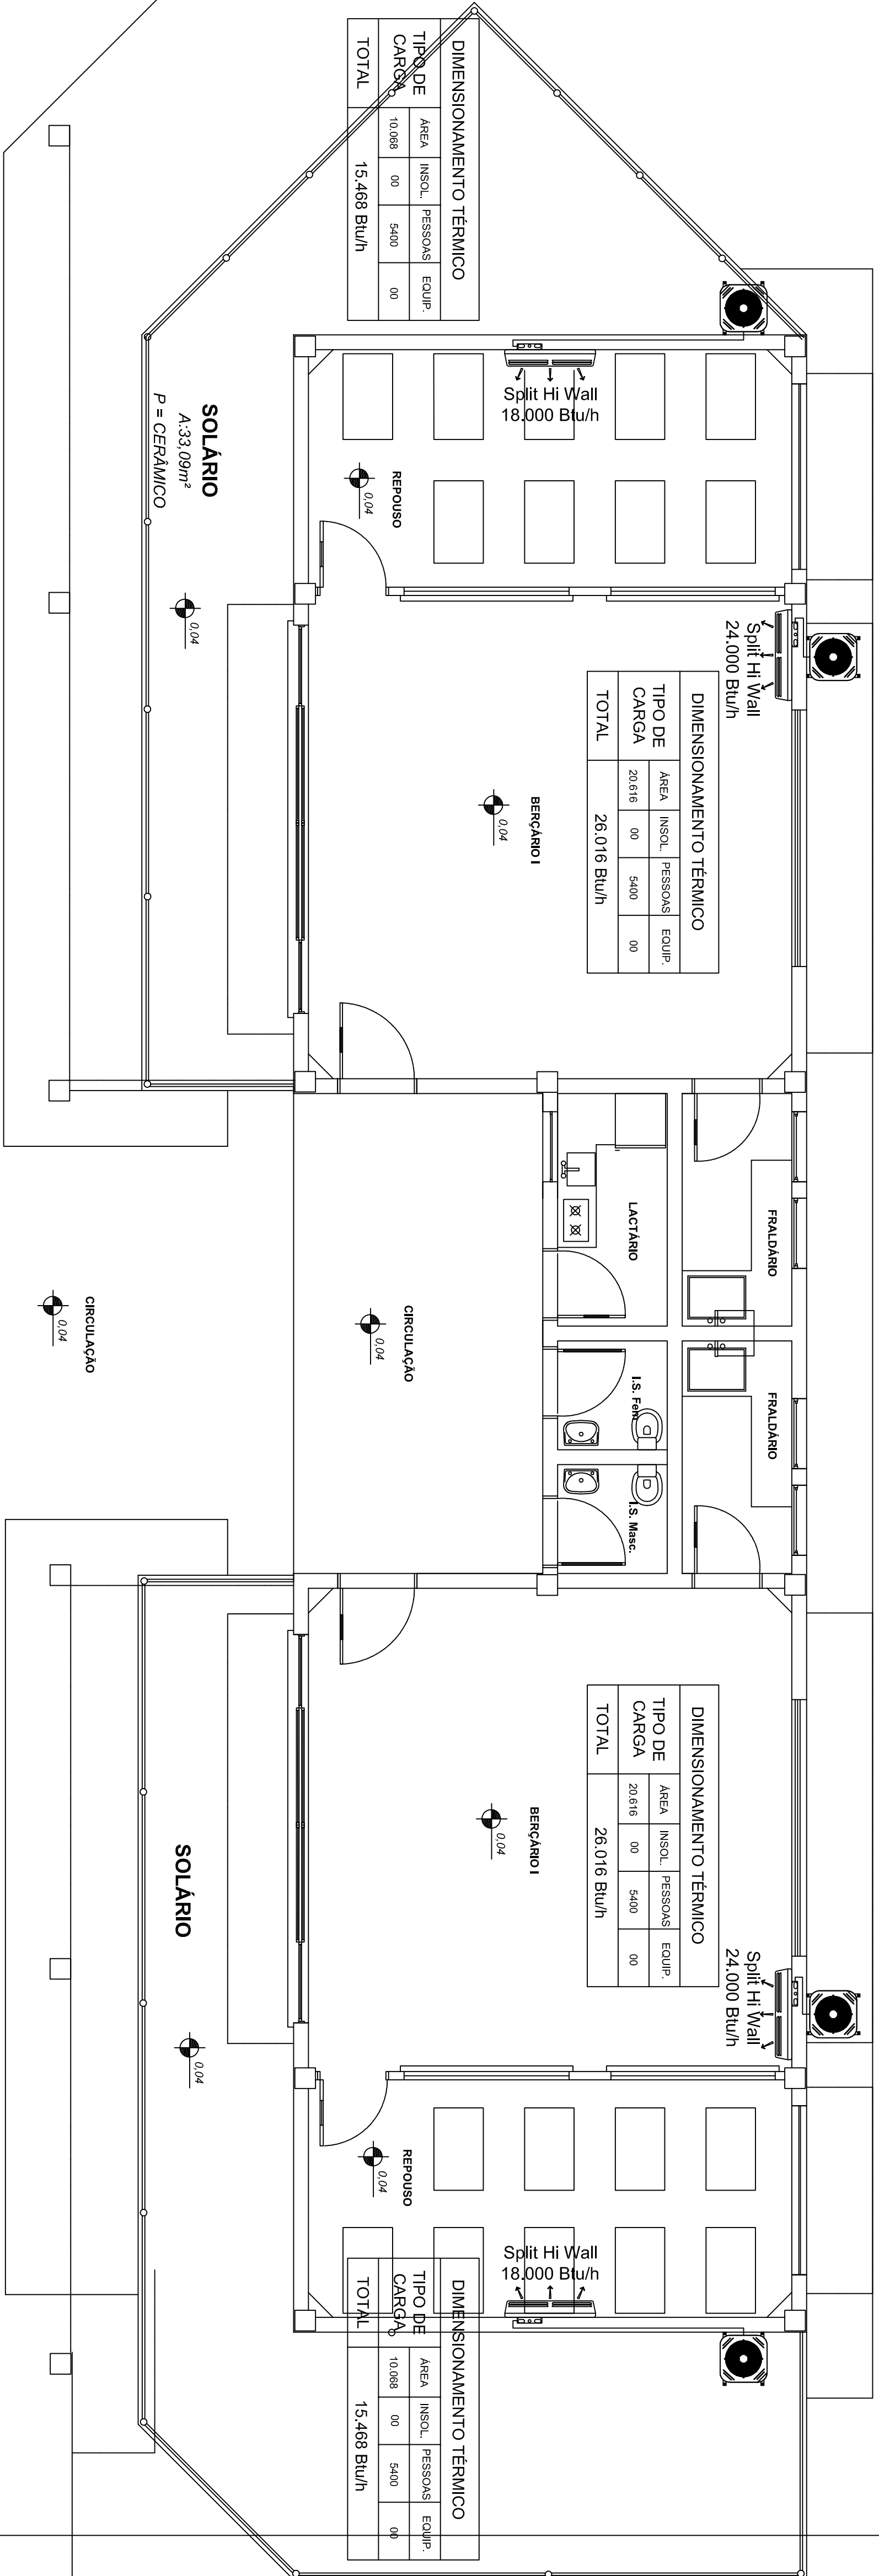 DIMENSIONAMENTO TÉRMICO
TIPO DE
CARGA
ÁREA
INSOL.
PESSOAS
EQUIP.
10.068
00
5400
00
TOTAL
15.468 Btu/h
Split Hi Wall
18.000 Btu/h
SOLÁRIO
A:33,09m²
P = CERÂMICO
0,04
REPOUSO
0,04
Split Hi Wall
24.000 Btu/h
DIMENSIONAMENTO TÉRMICO
TIPO DE
CARGA
ÁREA
INSOL.
PESSOAS
EQUIP.
20.616
00
5400
00
TOTAL
26.016 Btu/h
BERÇÁRIO I
0,04
LACTÁRIO
FRALDÁRIO
CIRCULAÇÃO
0,04
CIRCULAÇÃO
0,04
I.S. Fem
FRALDÁRIO
I.S. Masc.
DIMENSIONAMENTO TÉRMICO
TIPO DE
CARGA
ÁREA
INSOL.
PESSOAS
EQUIP.
20.616
00
5400
00
TOTAL
26.016 Btu/h
BERÇÁRIO I
0,04
SOLÁRIO
0,04
Split Hi Wall
24.000 Btu/h
REPOUSO
0,04
Split Hi Wall
18.000 Btu/h
DIMENSIONAMENTO TÉRMICO
TIPO DE
CARGA
ÁREA
INSOL.
PESSOAS
EQUIP.
10.068
00
5400
00
TOTAL
15.468 Btu/h